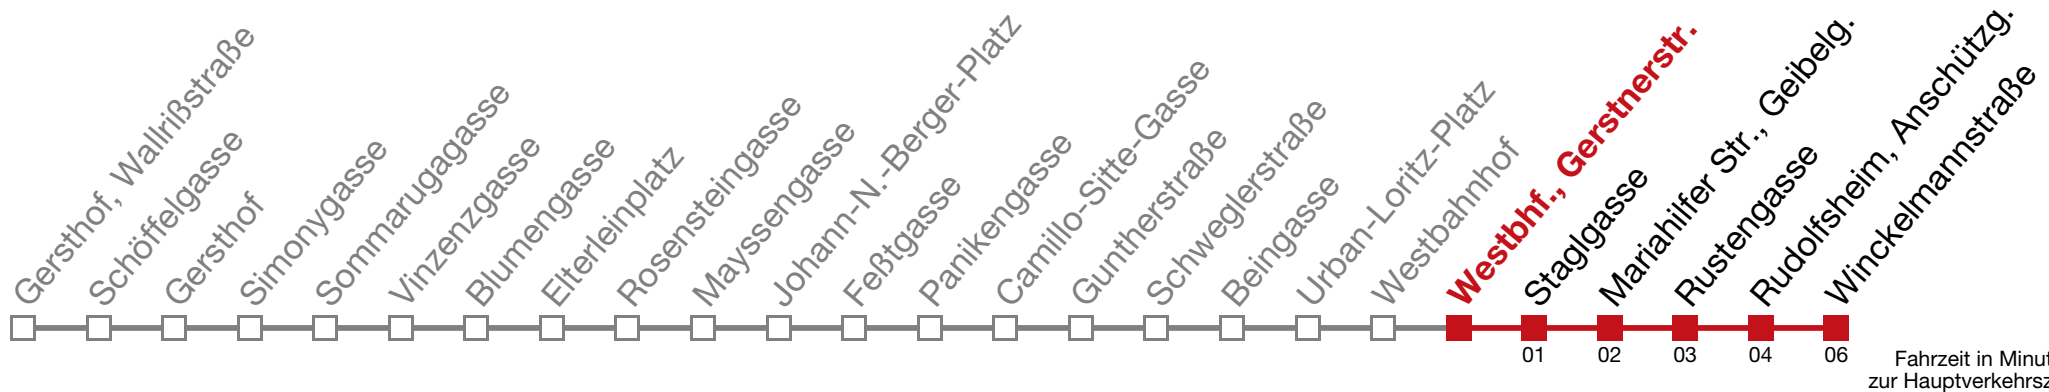 Gersthof, Wallrißstraße
Schöffelgasse
Gersthof
Simonygasse
Sommarugagasse
Vinzenzgasse
Blumengasse
Elterleinplatz
Rosensteingasse
Mayssengasse
Johann-N.-Berger-Platz
Feßtgasse
Panikengasse
Camillo-Sitte-Gasse
Guntherstraße
Schweglerstraße
Beingasse
Urban-Loritz-Platz
Westbahnhof
Westbhf., Gerstnerstr.
Staglgasse
Mariahilfer Str., Geibelg.
Rustengasse
Rudolfsheim, Anschützg.
Winckelmannstraße
01 02 03 04 06
Fahrzeit in Minut
zur Hauptverkehrsz